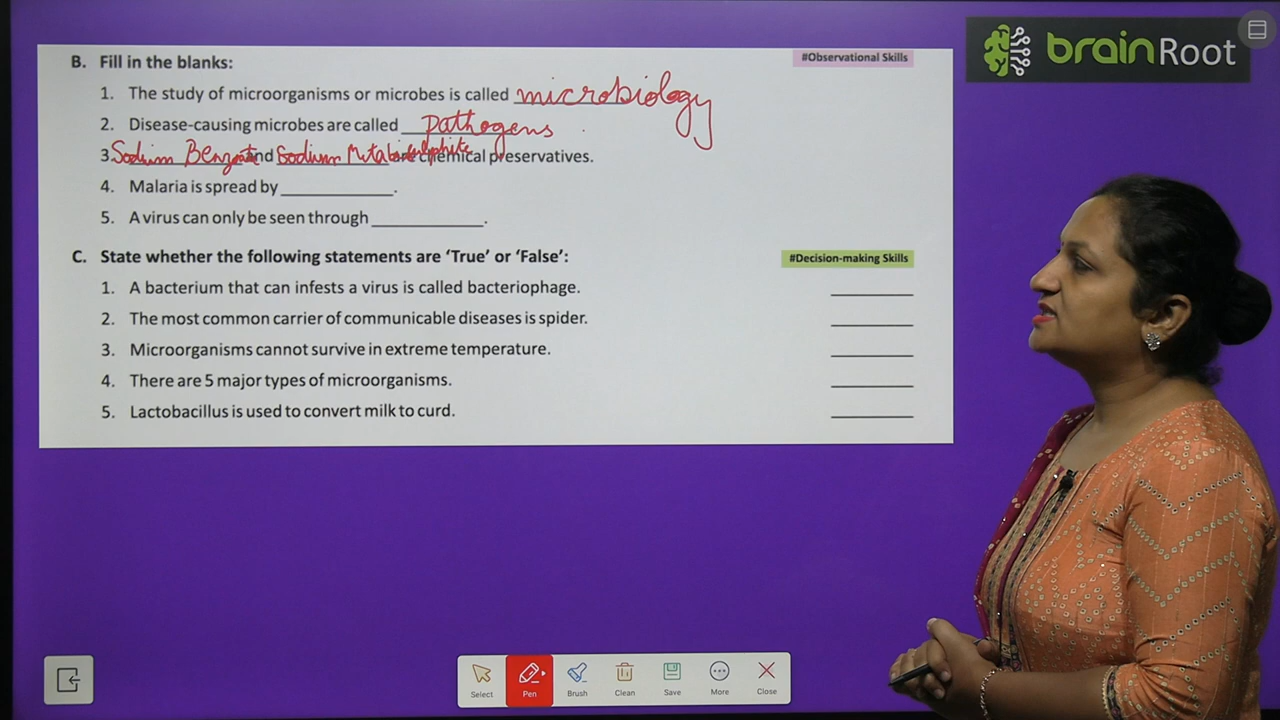 brainRoot
B. Fill in the blanks: #Observational Skills
1. The study of microorganisms or microbes is called microbiology
2. Disease-causing microbes are called pathogens
3. Sodium Benzoate and Sodium Metabisulphite are chemical preservatives.
4. Malaria is spread by ____________.
5. A virus can only be seen through ____________.
C. State whether the following statements are ‘True’ or ‘False’: #Decision-making Skills
1. A bacterium that can infests a virus is called bacteriophage. ____________
2. The most common carrier of communicable diseases is spider. ____________
3. Microorganisms cannot survive in extreme temperature. ____________
4. There are 5 major types of microorganisms. ____________
5. Lactobacillus is used to convert milk to curd. ____________
Select Pen Brush Clean Save More Close